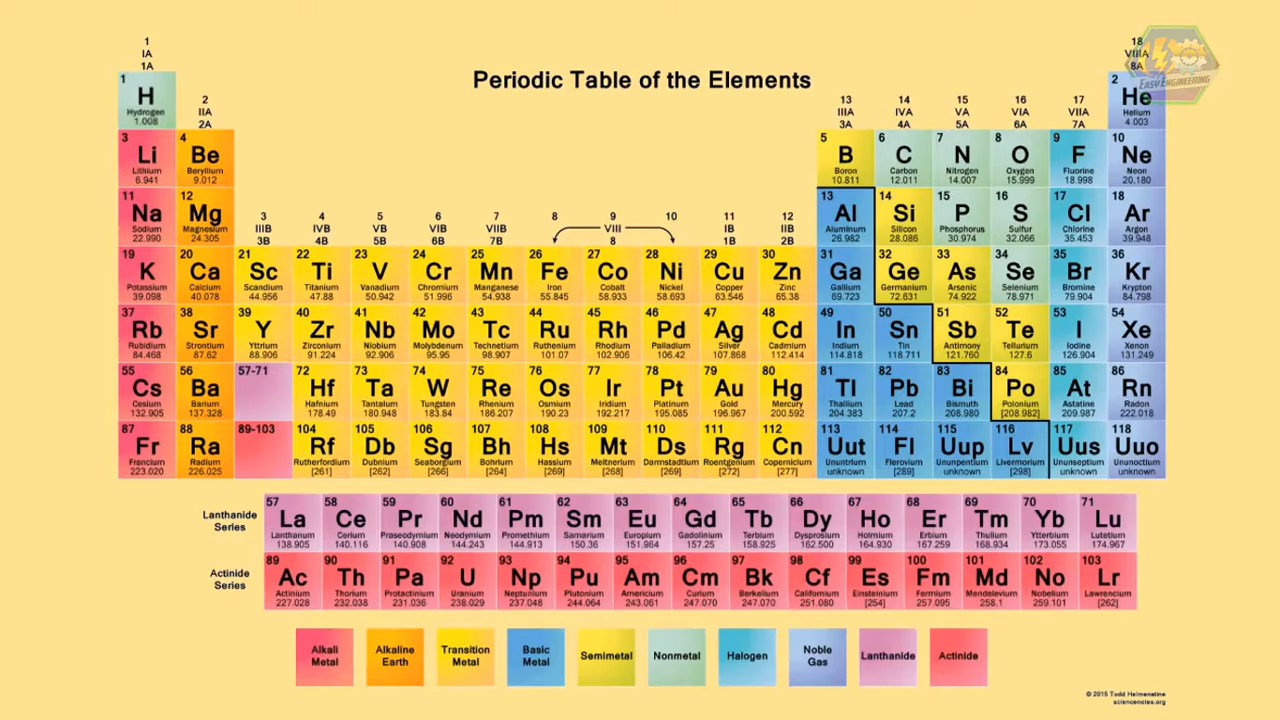 1
IA
1A
18
VIIIA
8A
EASY ENGINEERING
Periodic Table of the Elements
1
H
Hydrogen
1.008
2
IIA
2A
13
IIIA
3A
14
IVA
4A
15
VA
5A
16
VIA
6A
17
VIIA
7A
2
He
Helium
4.003
3
Li
Lithium
6.941
4
Be
Beryllium
9.012
5
B
Boron
10.811
6
C
Carbon
12.011
7
N
Nitrogen
14.007
8
O
Oxygen
15.999
9
F
Fluorine
18.998
10
Ne
Neon
20.180
11
Na
Sodium
22.990
12
Mg
Magnesium
24.305
3
IIIB
3B
4
IVB
4B
5
VB
5B
6
VIB
6B
7
VIIB
7B
8
9
10
VIII
8
11
IB
1B
12
IIB
2B
13
Al
Aluminum
26.982
14
Si
Silicon
28.086
15
P
Phosphorus
30.974
16
S
Sulfur
32.066
17
Cl
Chlorine
35.453
18
Ar
Argon
39.948
19
K
Potassium
39.098
20
Ca
Calcium
40.078
21
Sc
Scandium
44.956
22
Ti
Titanium
47.88
23
V
Vanadium
50.942
24
Cr
Chromium
51.996
25
Mn
Manganese
54.938
26
Fe
Iron
55.845
27
Co
Cobalt
58.933
28
Ni
Nickel
58.693
29
Cu
Copper
63.546
30
Zn
Zinc
65.38
31
Ga
Gallium
69.723
32
Ge
Germanium
72.631
33
As
Arsenic
74.922
34
Se
Selenium
78.971
35
Br
Bromine
79.904
36
Kr
Krypton
84.798
37
Rb
Rubidium
84.468
38
Sr
Strontium
87.62
39
Y
Yttrium
88.906
40
Zr
Zirconium
91.224
41
Nb
Niobium
92.906
42
Mo
Molybdenum
95.95
43
Tc
Technetium
98.907
44
Ru
Ruthenium
101.07
45
Rh
Rhodium
102.906
46
Pd
Palladium
106.42
47
Ag
Silver
107.868
48
Cd
Cadmium
112.414
49
In
Indium
114.818
50
Sn
Tin
118.711
51
Sb
Antimony
121.760
52
Te
Tellurium
127.6
53
I
Iodine
126.904
54
Xe
Xenon
131.249
55
Cs
Cesium
132.905
56
Ba
Barium
137.328
57-71
72
Hf
Hafnium
178.49
73
Ta
Tantalum
180.948
74
W
Tungsten
183.84
75
Re
Rhenium
186.207
76
Os
Osmium
190.23
77
Ir
Iridium
192.217
78
Pt
Platinum
195.085
79
Au
Gold
196.967
80
Hg
Mercury
200.592
81
Tl
Thallium
204.383
82
Pb
Lead
207.2
83
Bi
Bismuth
208.980
84
Po
Polonium
[208.982]
85
At
Astatine
209.987
86
Rn
Radon
222.018
87
Fr
Francium
223.020
88
Ra
Radium
226.025
89-103
104
Rf
Rutherfordium
[261]
105
Db
Dubnium
[262]
106
Sg
Seaborgium
[266]
107
Bh
Bohrium
[264]
108
Hs
Hassium
[269]
109
Mt
Meitnerium
[268]
110
Ds
Darmstadtium
[269]
111
Rg
Roentgenium
[272]
112
Cn
Copernicium
[277]
113
Uut
Ununtrium
unknown
114
Fl
Flerovium
[289]
115
Uup
Ununpentium
unknown
116
Lv
Livermorium
[298]
117
Uus
Ununseptium
unknown
118
Uuo
Ununoctium
unknown
Lanthanide
Series
57
La
Lanthanum
138.905
58
Ce
Cerium
140.116
59
Pr
Praseodymium
140.908
60
Nd
Neodymium
144.243
61
Pm
Promethium
144.913
62
Sm
Samarium
150.36
63
Eu
Europium
151.964
64
Gd
Gadolinium
157.25
65
Tb
Terbium
158.925
66
Dy
Dysprosium
162.500
67
Ho
Holmium
164.930
68
Er
Erbium
167.259
69
Tm
Thulium
168.934
70
Yb
Ytterbium
173.055
71
Lu
Lutetium
174.967
Actinide
Series
89
Ac
Actinium
227.028
90
Th
Thorium
232.038
91
Pa
Protactinium
231.036
92
U
Uranium
238.029
93
Np
Neptunium
237.048
94
Pu
Plutonium
244.064
95
Am
Americium
243.061
96
Cm
Curium
247.070
97
Bk
Berkelium
247.070
98
Cf
Californium
251.080
99
Es
Einsteinium
[254]
100
Fm
Fermium
257.095
101
Md
Mendelevium
258.1
102
No
Nobelium
259.101
103
Lr
Lawrencium
[262]
Alkali
Metal
Alkaline
Earth
Transition
Metal
Basic
Metal
Semimetal
Nonmetal
Halogen
Noble
Gas
Lanthanide
Actinide
© 2015 Todd Helmenstine
sciencenotes.org